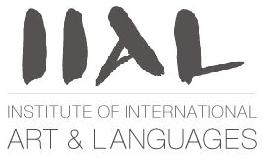 IIAL
INSTITUTE OF INTERNATIONAL
ART & LANGUAGES